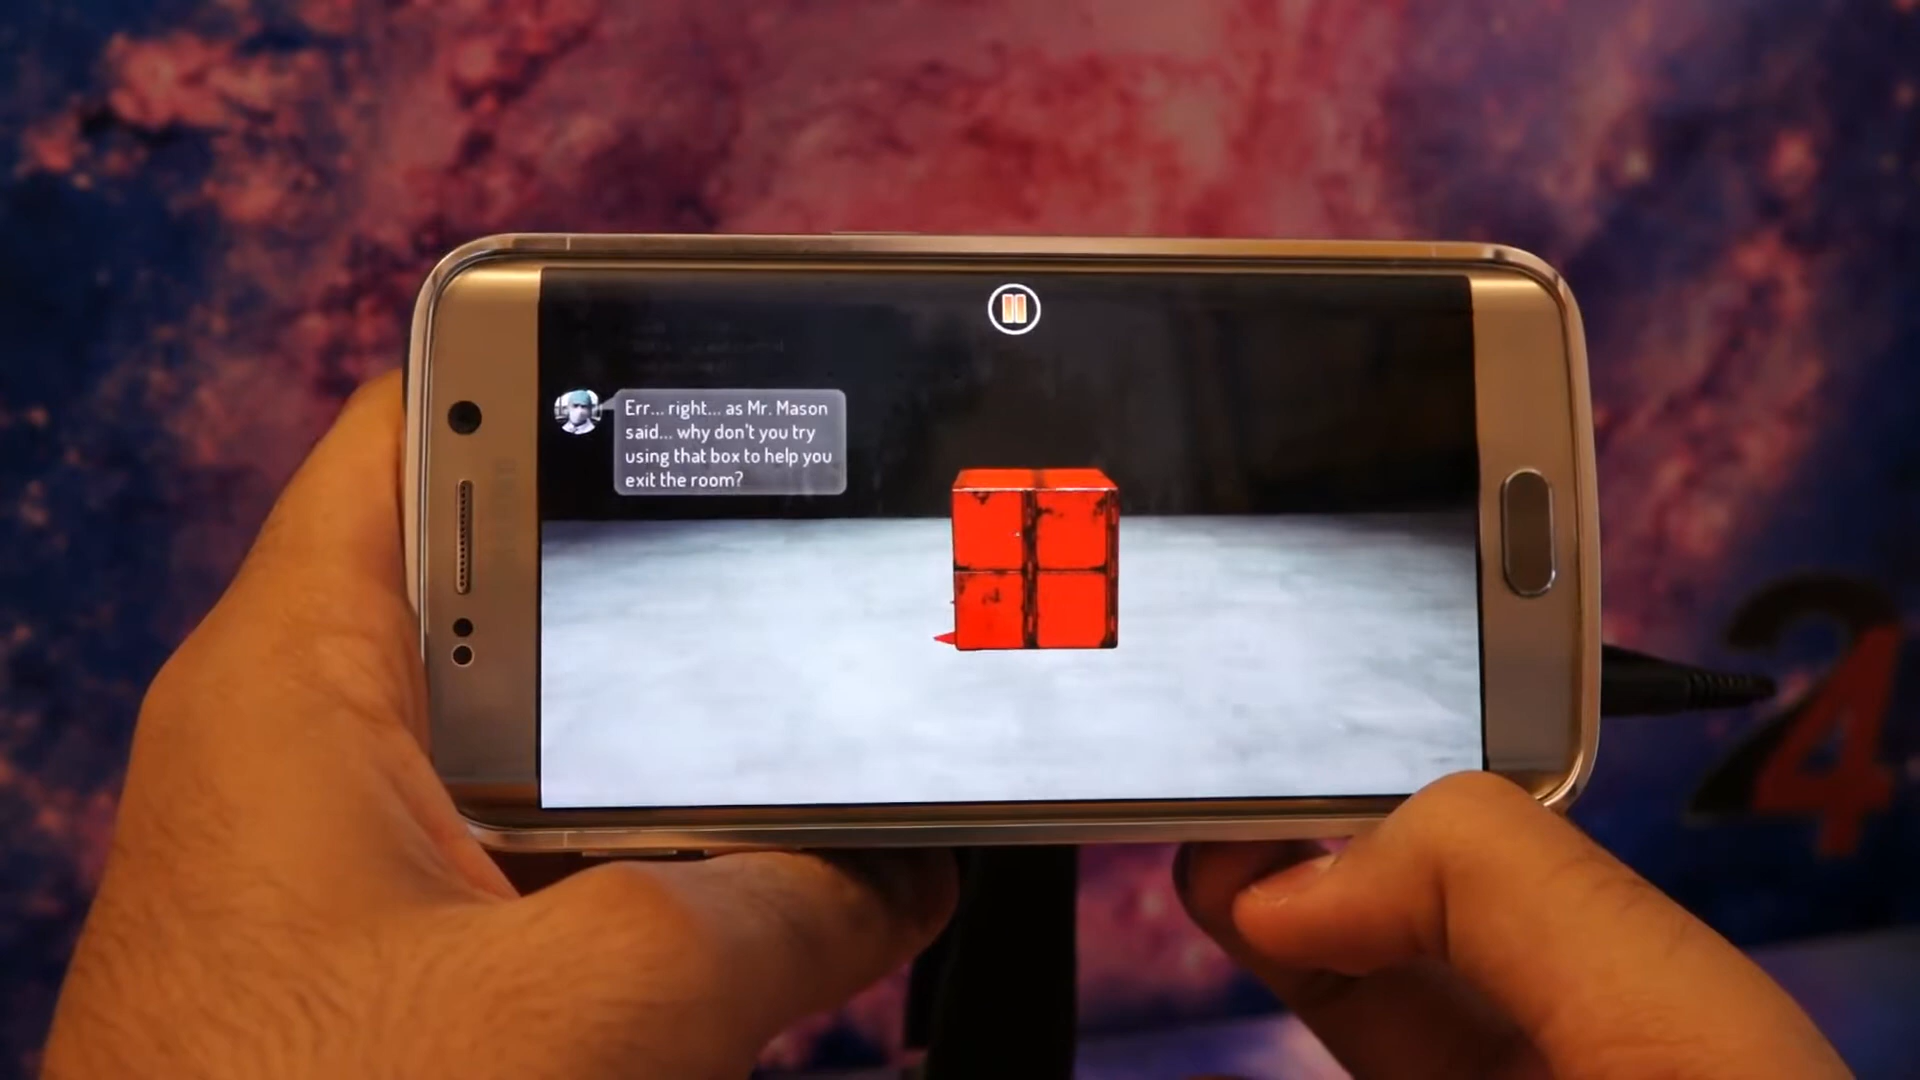 Err... right... as Mr. Mason
said... why don't you try
using that box to help you
exit the room?
24